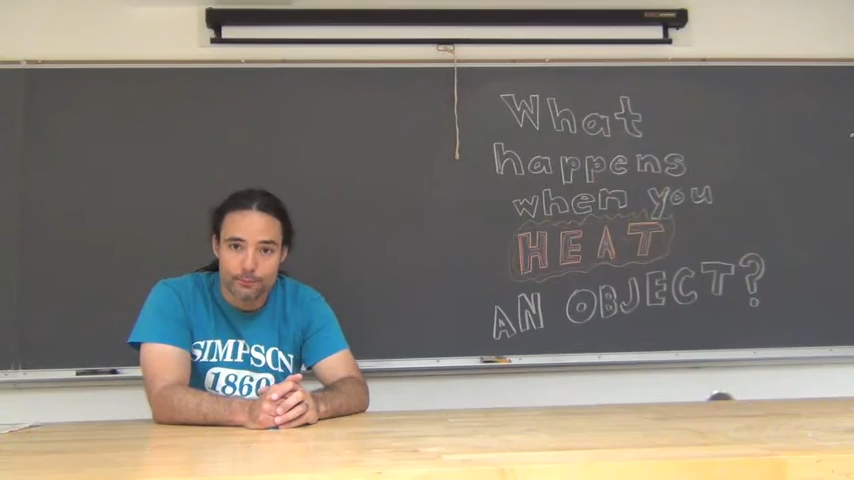 What
happens
when you
HEAT
AN OBJECT?
SIMPSON
1860